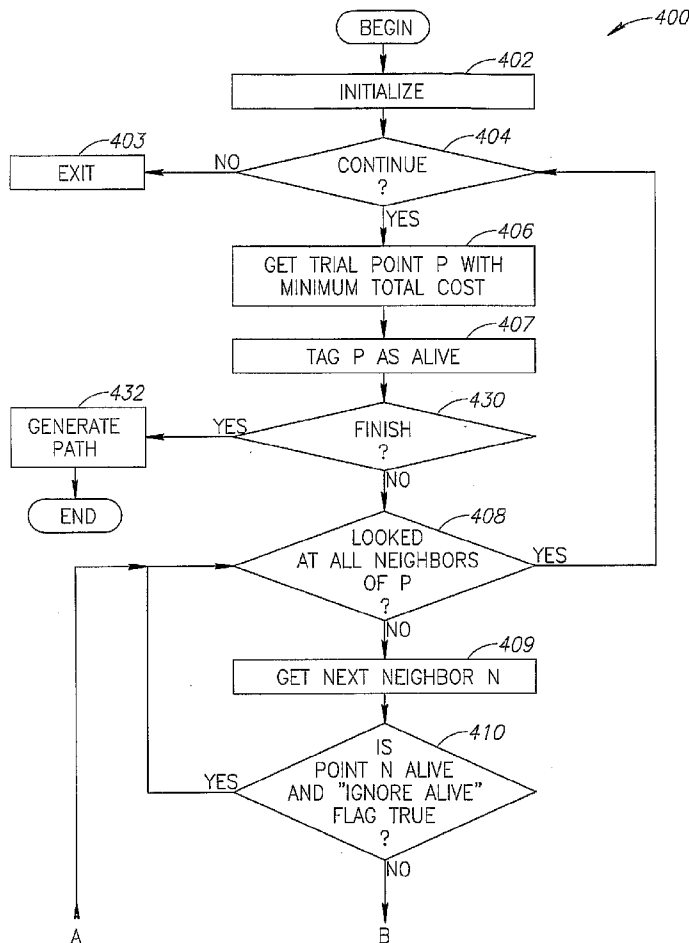 BEGIN
400
402
INITIALIZE
403
EXIT
NO
404
CONTINUE
?
YES
406
GET TRIAL POINT P WITH
MINIMUM TOTAL COST
407
TAG P AS ALIVE
432
GENERATE
PATH
YES
430
FINISH
?
END
NO
408
LOOKED
AT ALL NEIGHBORS
OF P
?
YES
NO
409
GET NEXT NEIGHBOR N
410
IS
POINT N ALIVE
AND "IGNORE ALIVE"
FLAG TRUE
?
YES
NO
A
B